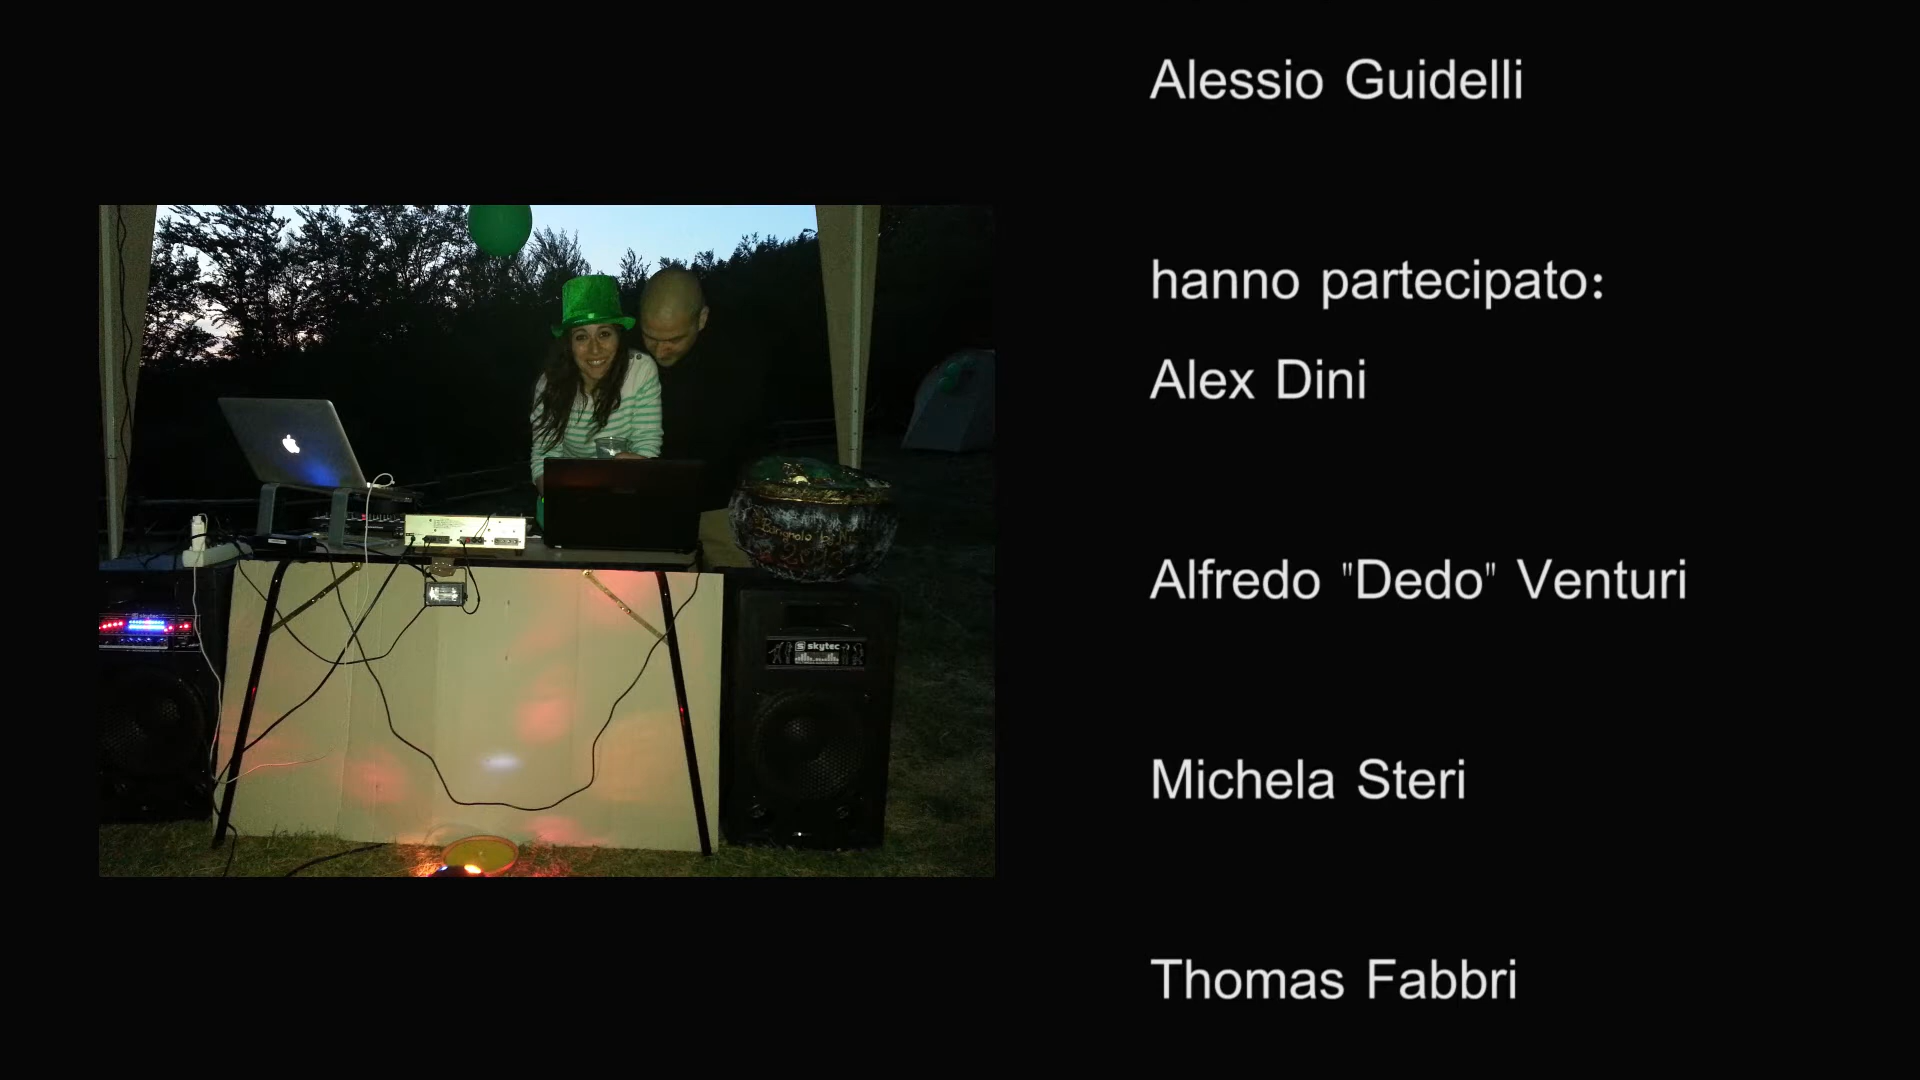 Alessio Guidelli
hanno partecipato:
Alex Dini
Alfredo "Dedo" Venturi
Michela Steri
Thomas Fabbri
skytec
skytec